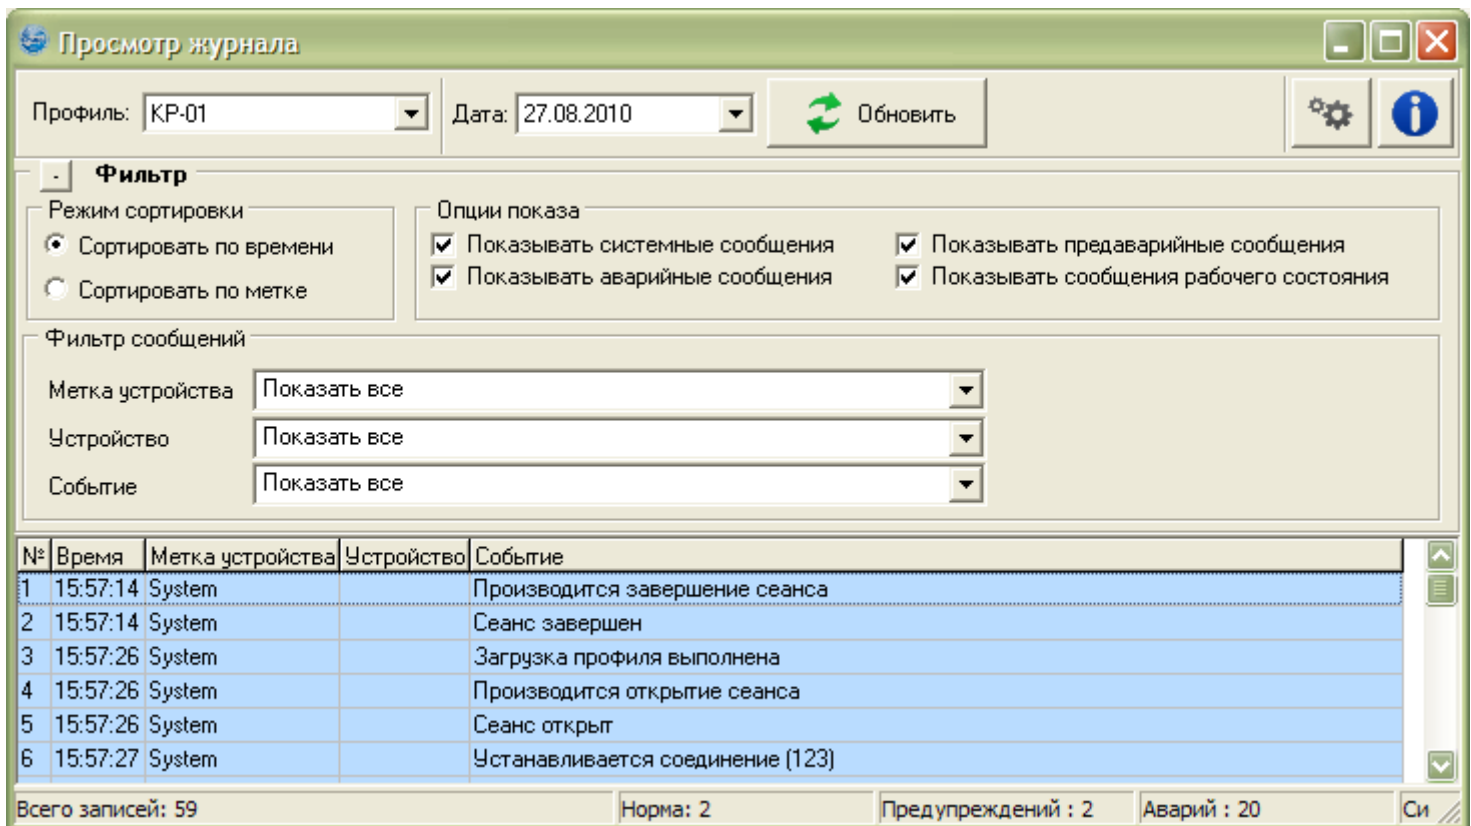 Просмотр журнала
Профиль: КР-01 Дата: 27.08.2010 Обновить
- Фильтр
Режим сортировки Опции показа
Сортировать по времени Показывать системные сообщения Показывать предаварийные сообщения
Сортировать по метке Показывать аварийные сообщения Показывать сообщения рабочего состояния
Фильтр сообщений
Метка устройства Показать все
Устройство Показать все
Событие Показать все
№ Время Метка устройства Устройство Событие
1 15:57:14 System Производится завершение сеанса
2 15:57:14 System Сеанс завершен
3 15:57:26 System Загрузка профиля выполнена
4 15:57:26 System Производится открытие сеанса
5 15:57:26 System Сеанс открыт
6 15:57:27 System Устанавливается соединение (123)
Всего записей: 59 Норма: 2 Предупреждений : 2 Аварий : 20 Си